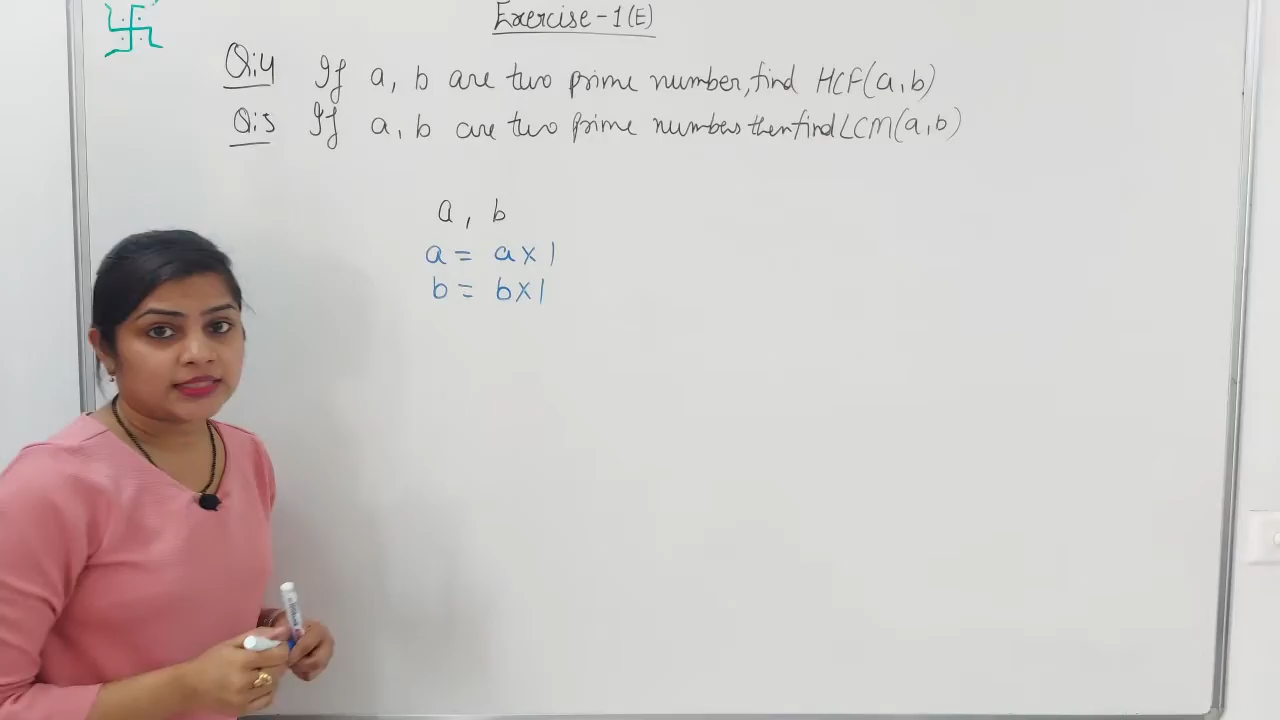 Exercise-1(E)
Q:4 If a, b are two prime number, find HCF(a,b)
Q:5 If a, b are two prime numbers then find LCM(a,b)
a, b
a = a×1
b = b×1